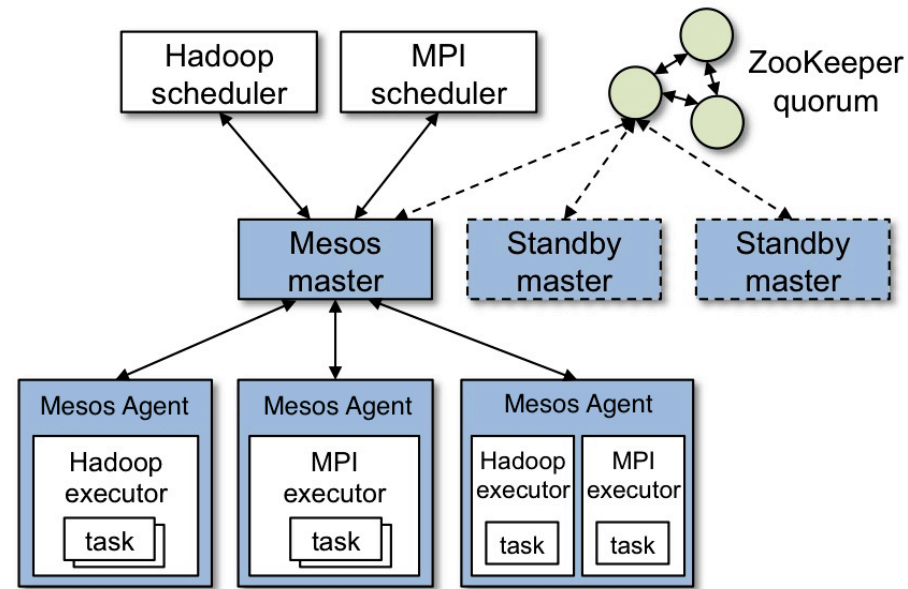 Hadoop
scheduler
MPI
scheduler
ZooKeeper
quorum
Mesos
master
Standby
master
Standby
master
Mesos Agent
Hadoop
executor
task
Mesos Agent
MPI
executor
task
Mesos Agent
Hadoop
executor
task
MPI
executor
task